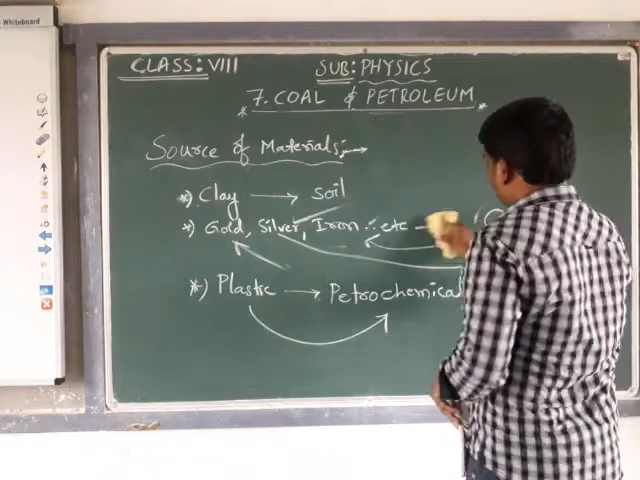 Whiteboard
CLASS: VIII
SUB: PHYSICS
* 7. COAL & PETROLEUM *
Source of Materials:→
*) Clay → Soil
*) Gold, Silver, Iron ... etc
*) Plastic → Petrochemical